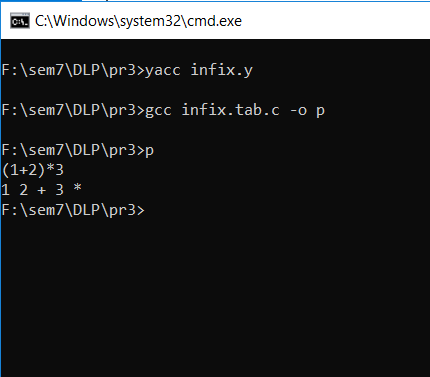 C:\Windows\system32\cmd.exe
F:\sem7\DLP\pr3>yacc infix.y
F:\sem7\DLP\pr3>gcc infix.tab.c -o p
F:\sem7\DLP\pr3>p
(1+2)*3
1 2 + 3 *
F:\sem7\DLP\pr3>